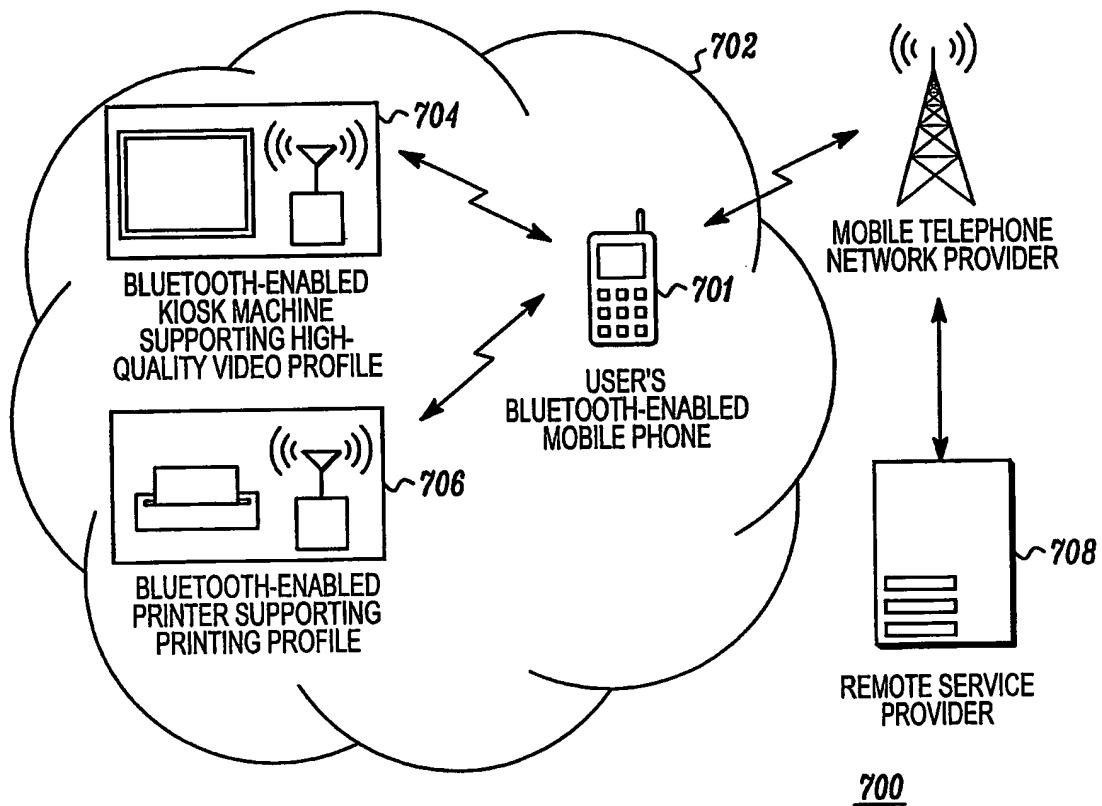 702
704
BLUETOOTH-ENABLED
KIOSK MACHINE
SUPPORTING HIGH-
QUALITY VIDEO PROFILE
701
USER'S
BLUETOOTH-ENABLED
MOBILE PHONE
MOBILE TELEPHONE
NETWORK PROVIDER
706
BLUETOOTH-ENABLED
PRINTER SUPPORTING
PRINTING PROFILE
708
REMOTE SERVICE
PROVIDER
700